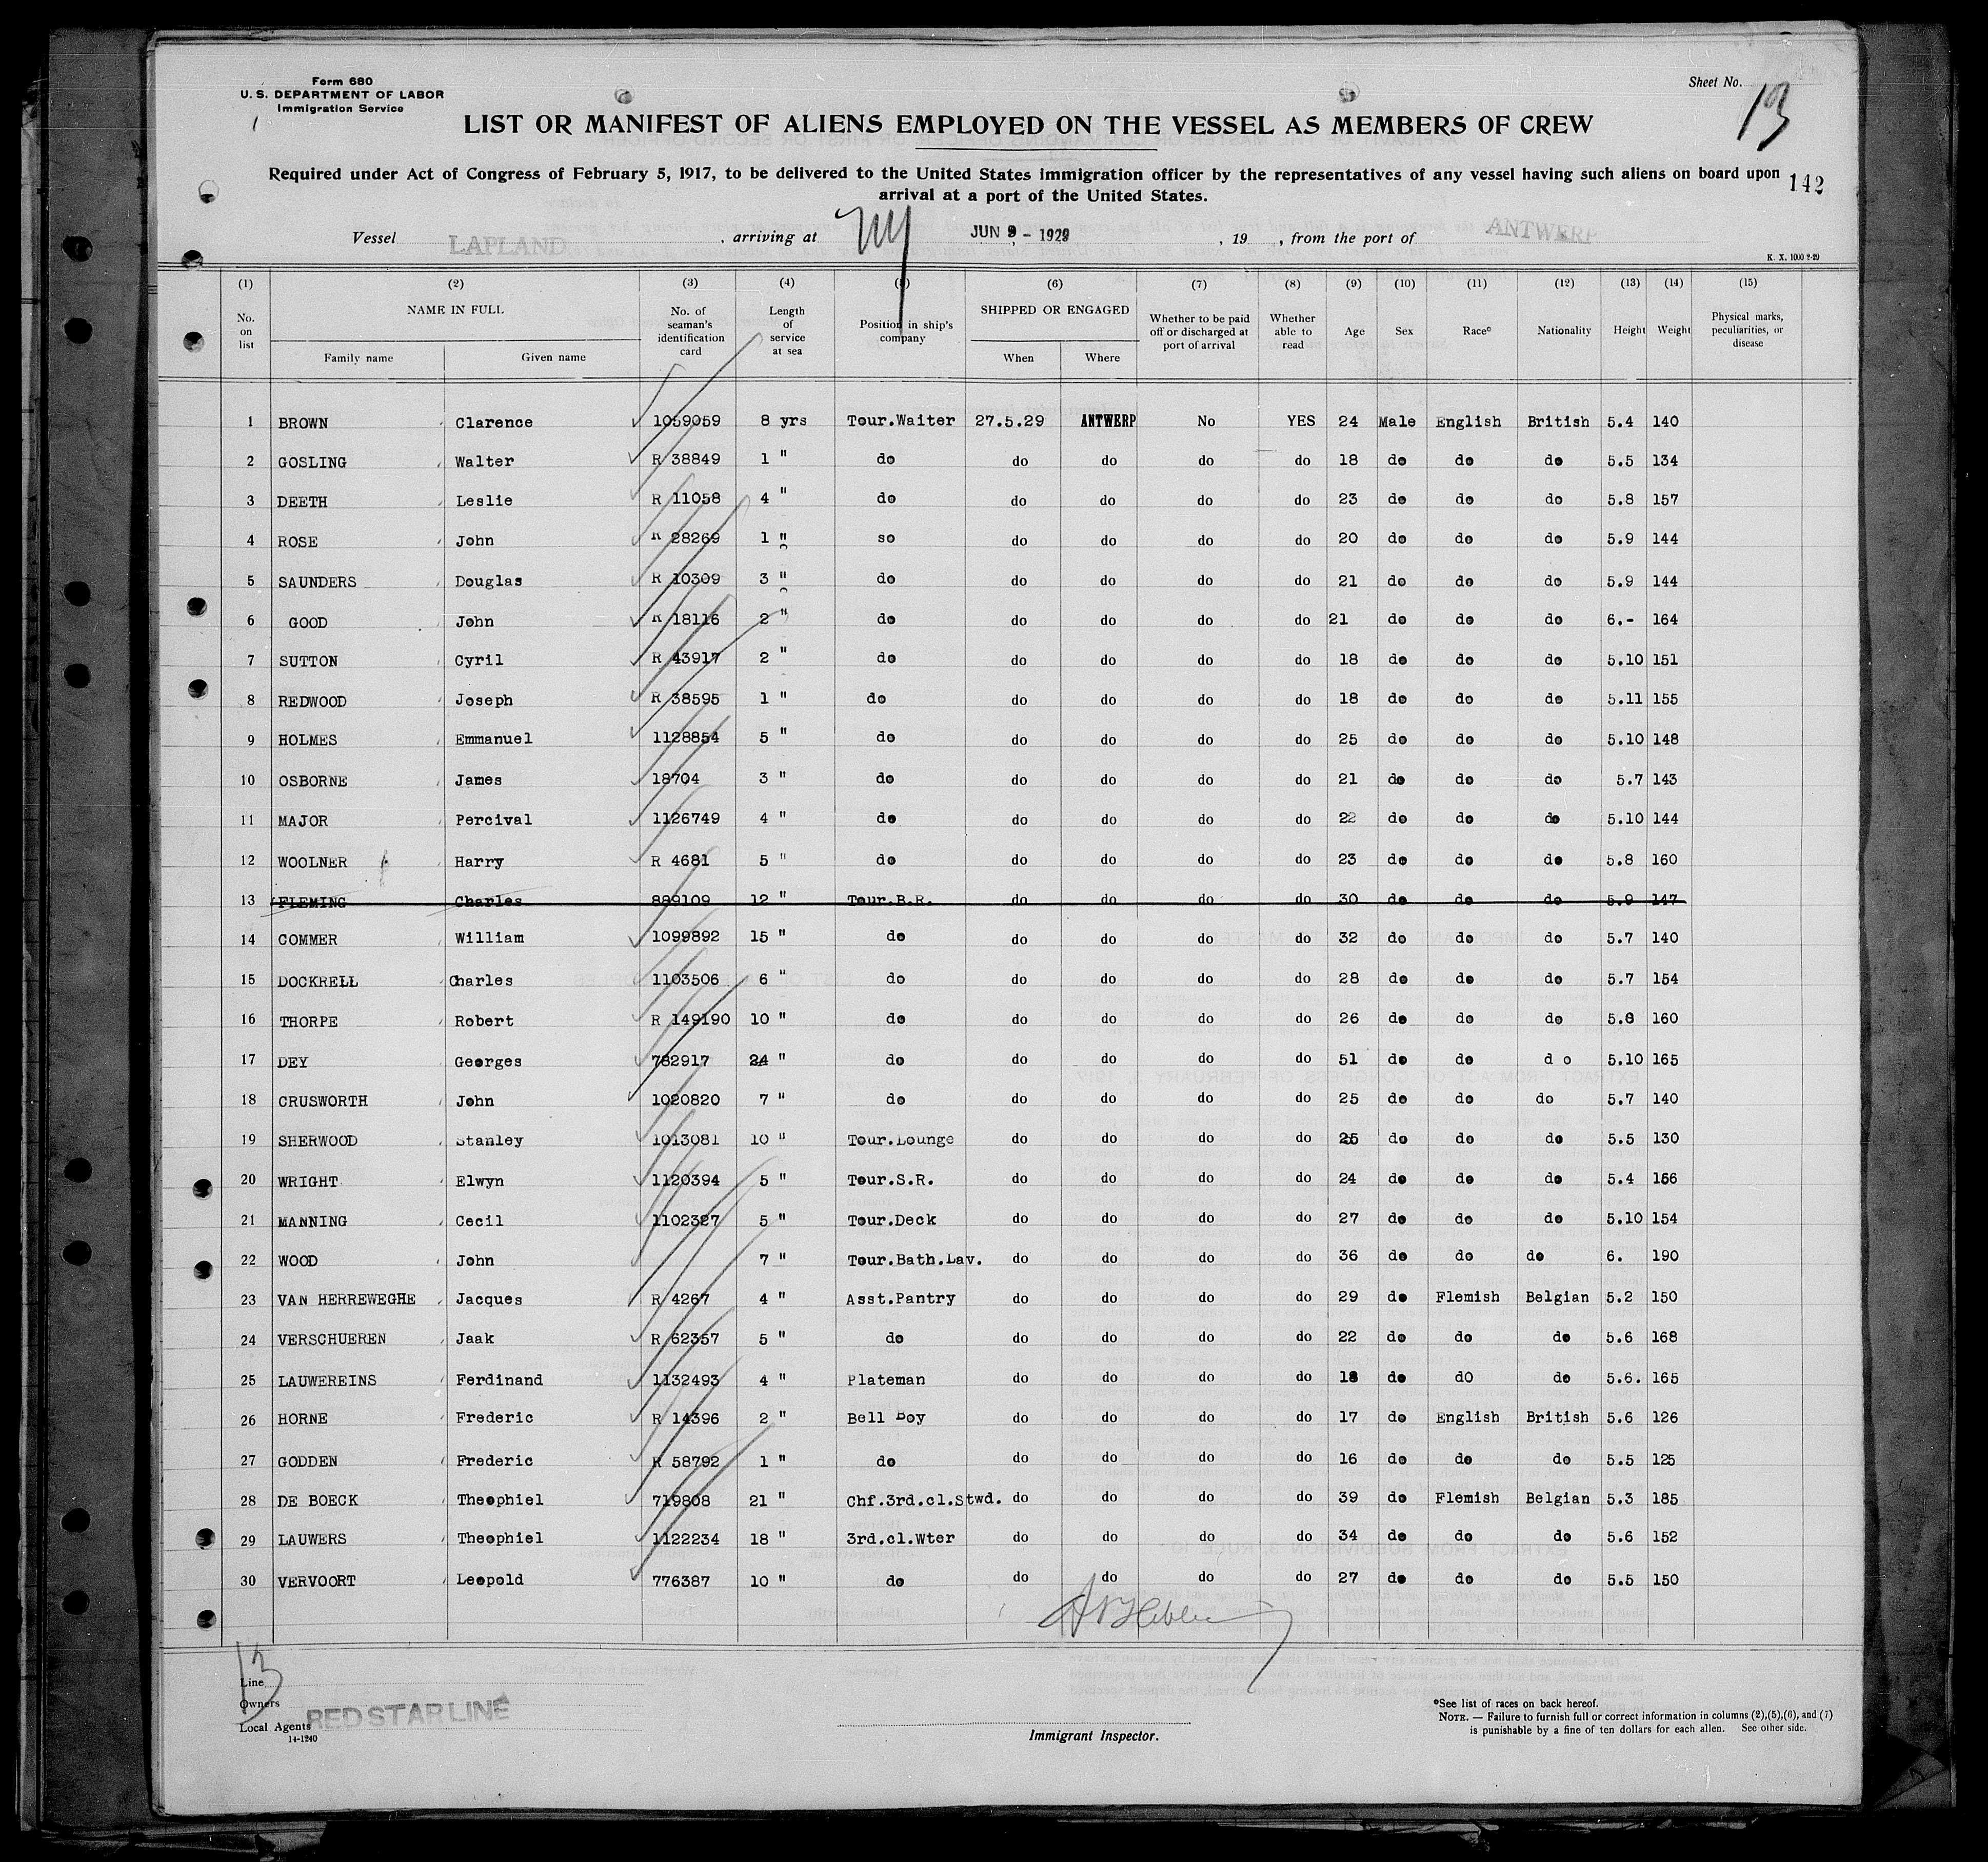 Form 680
U. S. DEPARTMENT OF LABOR
Immigration Service
Sheet No.
13
LIST OR MANIFEST OF ALIENS EMPLOYED ON THE VESSEL AS MEMBERS OF CREW
Required under Act of Congress of February 5, 1917, to be delivered to the United States immigration officer by the representatives of any vessel having such aliens on board upon
arrival at a port of the United States.
142
Vessel LAPLAND, arriving at NY JUN 9 - 1929, 19 , from the port of ANTWERP
K. X. 1000 2-29
(1) (2) (3) (4) (5) (6) (7) (8) (9) (10) (11) (12) (13) (14) (15)
No. on list NAME IN FULL Family name Given name No. of seaman's identification card Length of service at sea Position in ship's company SHIPPED OR ENGAGED When Where Whether to be paid off or discharged at port of arrival Whether able to read Age Sex Race* Nationality Height Weight Physical marks, peculiarities, or disease
1 BROWN Clarence 1059059 8 yrs Tour.Waiter 27.5.29 ANTWERP No YES 24 Male English British 5.4 140
2 GOSLING Walter R 38849 1 " do do do do do 18 do do do 5.5 134
3 DEETH Leslie R 11058 4 " do do do do do 23 do do do 5.8 157
4 ROSE John R 28269 1 " so do do do do 20 do do do 5.9 144
5 SAUNDERS Douglas R 10309 3 " do do do do do 21 do do do 5.9 144
6 GOOD John R 18116 2 " do do do do do 21 do do do 6.- 164
7 SUTTON Cyril R 43917 2 " do do do do do 18 do do do 5.10 151
8 REDWOOD Joseph R 38595 1 " do do do do do 18 do do do 5.11 155
9 HOLMES Emmanuel 1128854 5 " do do do do do 25 do do do 5.10 148
10 OSBORNE James 18704 3 " do do do do do 21 do do do 5.7 143
11 MAJOR Percival 1126749 4 " do do do do do 22 do do do 5.10 144
12 WOOLNER Harry R 4681 5 " do do do do do 23 do do do 5.8 160
13 FLEMING Charles 889109 12 " Tour.B.R. do do do do 30 do do do 5.9 147
14 COMMER William 1099892 15 " do do do do do 32 do do do 5.7 140
15 DOCKRELL Charles 1103506 6 " do do do do do 28 do do do 5.7 154
16 THORPE Robert R 149190 10 " do do do do do 26 do do do 5.8 160
17 DEY Georges 782917 24 " do do do do do 51 do do d o 5.10 165
18 CRUSWORTH John 1020820 7 " do do do do do 25 do do do 5.7 140
19 SHERWOOD Stanley 1013081 10 " Tour.Lounge do do do do 25 do do do 5.5 130
20 WRIGHT Elwyn 1120394 5 " Tour.S.R. do do do do 24 do do do 5.4 166
21 MANNING Cecil 1102327 5 " Tour.Deck do do do do 27 do do do 5.10 154
22 WOOD John 7 " Tour.Bath.Lav. do do do do 36 do do do 6. 190
23 VAN HERREWEGHE Jacques R 4267 4 " Asst.Pantry do do do do 29 do Flemish Belgian 5.2 150
24 VERSCHUEREN Jaak R 62357 5 " do do do do do 22 do do do 5.6 168
25 LAUWEREINS Ferdinand 1132493 4 " Plateman do do do do 18 do dO do 5.6. 165
26 HORNE Frederic R 14396 2 " Bell Boy do do do do 17 do English British 5.6 126
27 GODDEN Frederic R 58792 1 " do do do do do 16 do do do 5.5 125
28 DE BOECK Theophiel 719808 21 " Chf.3rd.cl.Stwd. do do do do 39 do Flemish Belgian 5.3 185
29 LAUWERS Theophiel 1122234 18 " 3rd.cl.Wter do do do do 34 do do do 5.6 152
30 VERVOORT Leopold 776387 10 " do do do do do 27 do do do 5.5 150
13
Line
Owners
RED STAR LINE
Local Agents
14-1240
Immigrant Inspector.
*See list of races on back hereof.
NOTE. — Failure to furnish full or correct information in columns (2),(5),(6), and (7)
is punishable by a fine of ten dollars for each alien. See other side.